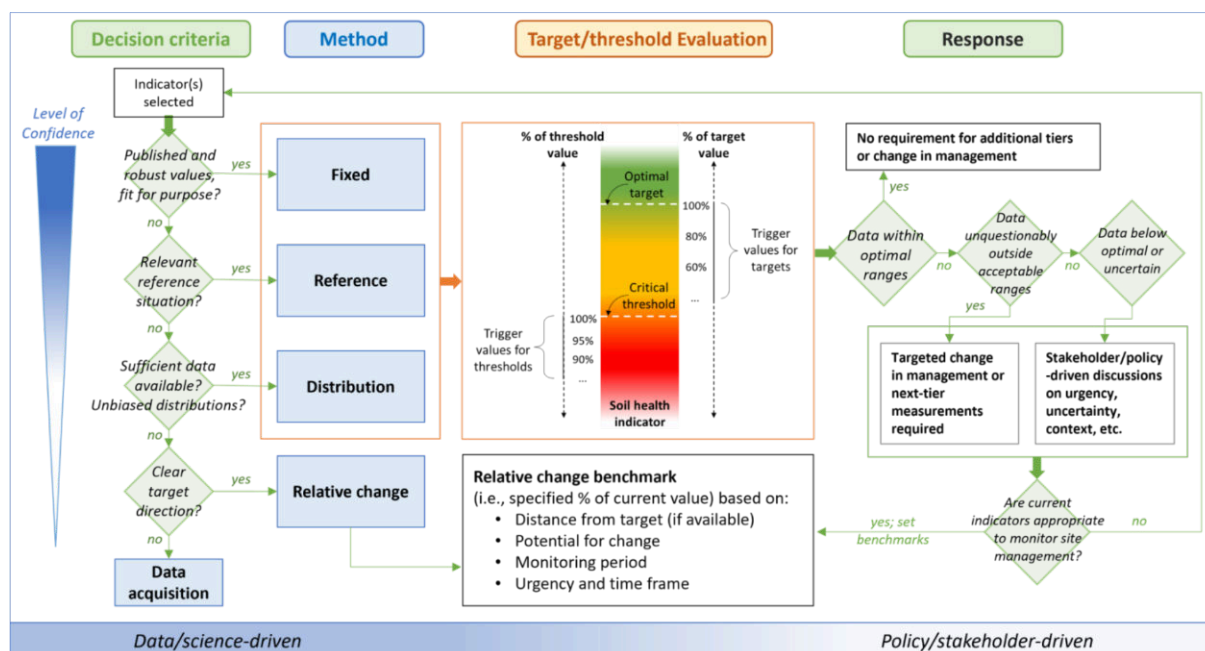 Decision criteria
Method
Target/threshold Evaluation
Response
Level of
Confidence
Indicator(s)
selected
Published and
robust values,
fit for purpose?
yes
Fixed
no
Relevant
reference
situation?
yes
Reference
no
Sufficient data
available?
Unbiased distributions?
yes
Distribution
no
Clear
target
direction?
yes
Relative change
no
Data
acquisition
% of threshold
value
% of target
value
Optimal
target
100%
80%
60%
...
Trigger
values for
targets
Critical
threshold
100%
95%
90%
...
Trigger
values for
thresholds
Soil health
indicator
Relative change benchmark
(i.e., specified % of current value) based on:
• Distance from target (if available)
• Potential for change
• Monitoring period
• Urgency and time frame
No requirement for additional tiers
or change in management
yes
Data within
optimal
ranges
no
Data
unquestionably
outside
acceptable
ranges
no
Data below
optimal or
uncertain
yes
Targeted change
in management or
next-tier
measurements
required
Stakeholder/policy
-driven discussions
on urgency,
uncertainty,
context, etc.
Are current
indicators appropriate
to monitor site
management?
no
yes; set
benchmarks
Data/science-driven
Policy/stakeholder-driven